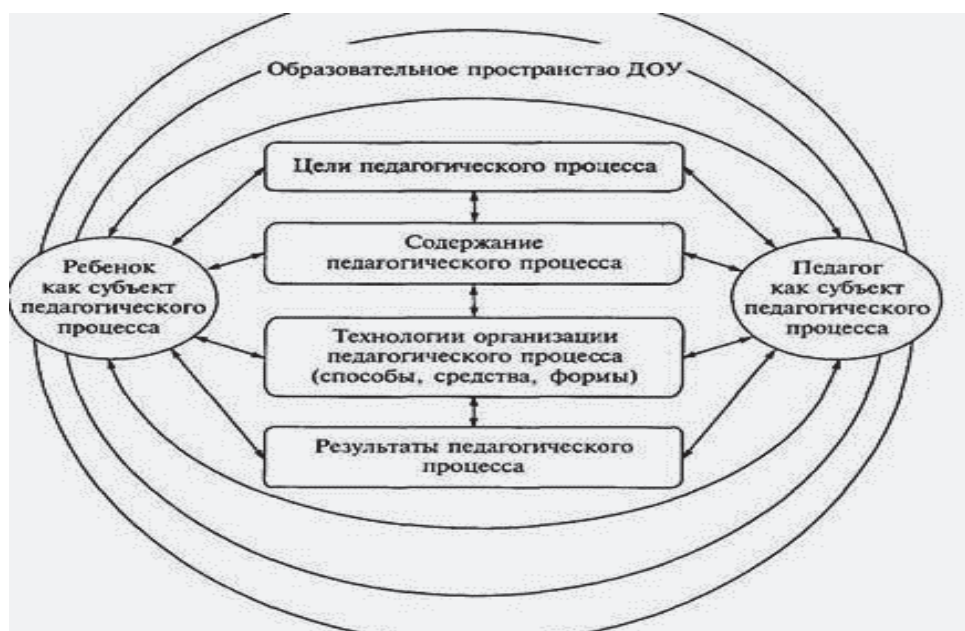 Образовательное пространство ДОУ
Цели педагогического процесса
Содержание
педагогического процесса
Ребенок
как субъект
педагогического
процесса
Педагог
как субъект
педагогического
процесса
Технологии организации
педагогического процесса
(способы, средства, формы)
Результаты педагогического
процесса